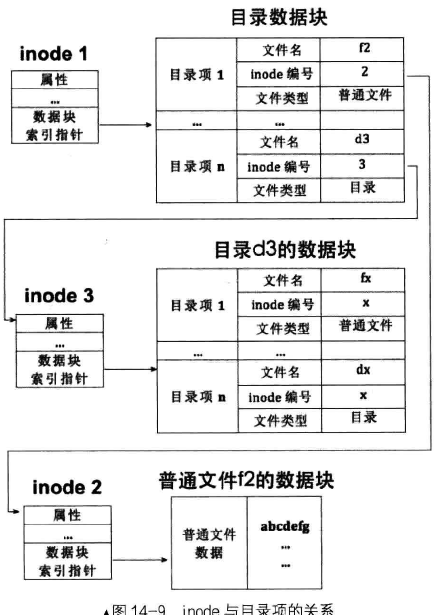 目录数据块
inode 1
属性
...
数据块
索引指针
目录项 1
文件名 f2
inode 编号 2
文件类型 普通文件
... ...
目录项 n
文件名 d3
inode 编号 3
文件类型 目录
目录d3的数据块
inode 3
属性
...
数据块
索引指针
目录项 1
文件名 fx
inode 编号 x
文件类型 普通文件
... ...
目录项 n
文件名 dx
inode 编号 x
文件类型 目录
普通文件f2的数据块
inode 2
属性
...
数据块
索引指针
普通文件
数据
abcdefg
...
...
▲图 14-9 inode 与目录项的关系